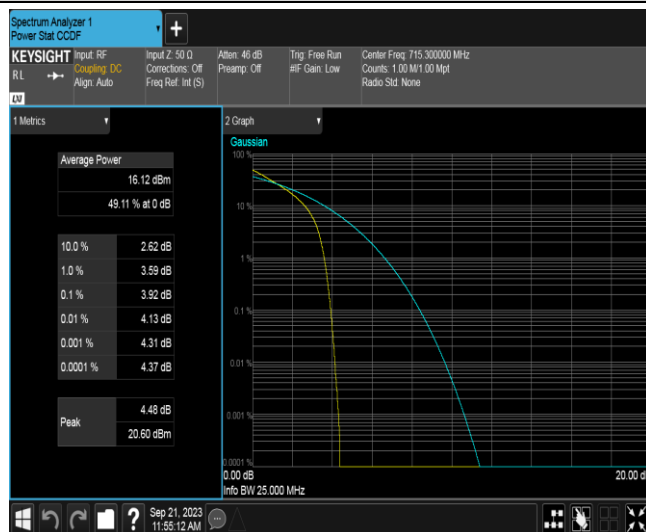 Spectrum Analyzer 1
Power Stat CCDF
+
KEYSIGHT
RL
Input: RF
Coupling: DC
Align: Auto
Input Z: 50 Ω
Corrections: Off
Freq Ref: Int (S)
Atten: 46 dB
Preamp: Off
Trig: Free Run
#IF Gain: Low
Center Freq: 715.300000 MHz
Counts: 1.00 M/1.00 Mpt
Radio Std: None
LXI
1 Metrics
Average Power
16.12 dBm
49.11 % at 0 dB
10.0 % 2.62 dB
1.0 % 3.59 dB
0.1 % 3.92 dB
0.01 % 4.13 dB
0.001 % 4.31 dB
0.0001 % 4.37 dB
Peak
4.48 dB
20.60 dBm
2 Graph
Gaussian
100 %
10 %
1 %
0.1 %
0.01 %
0.001 %
0.0001 %
0.00 dB
20.00 d
Info BW 25.000 MHz
?
Sep 21, 2023
11:55:12 AM